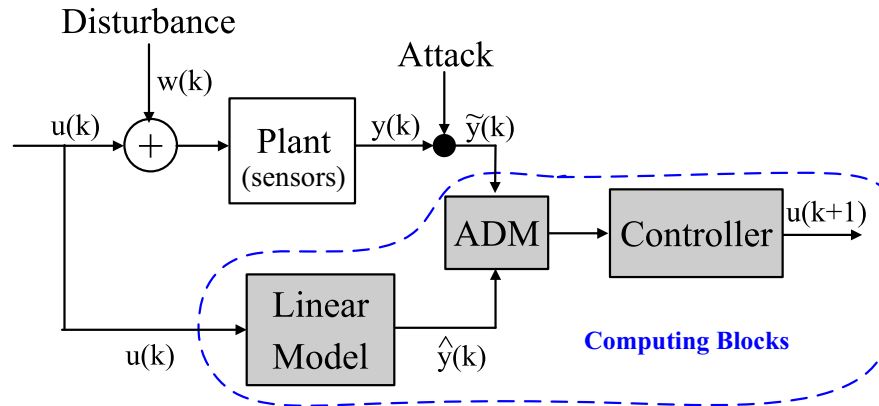 Disturbance
w(k)
Attack
u(k)
+
Plant
(sensors)
y(k)
ỹ(k)
ADM
Controller
u(k+1)
Linear
Model
u(k)
ŷ(k)
Computing Blocks